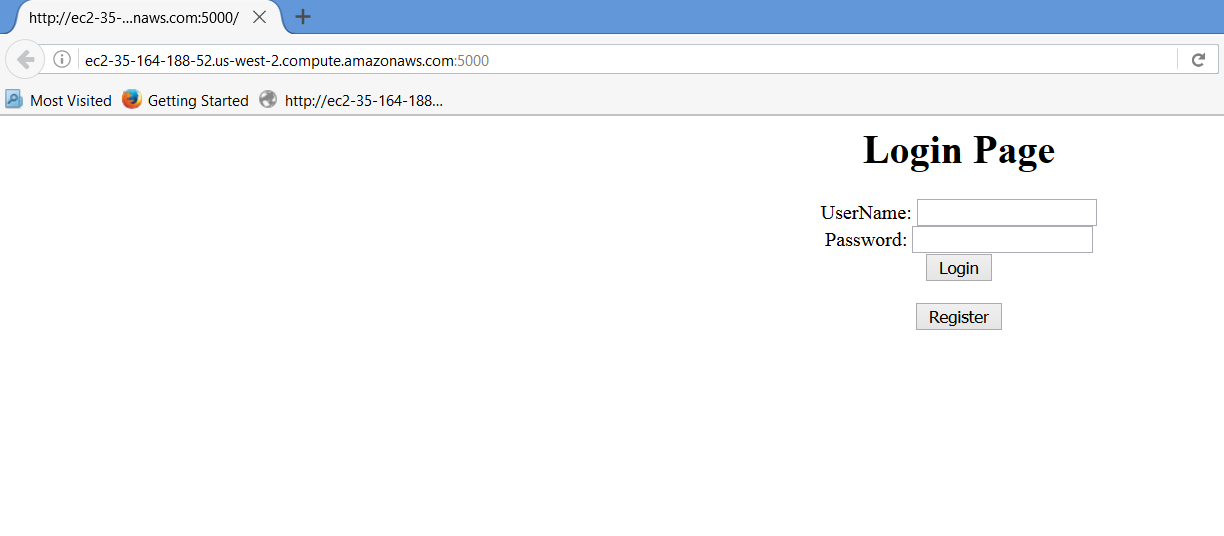 http://ec2-35-...naws.com:5000/
ec2-35-164-188-52.us-west-2.compute.amazonaws.com:5000
Most Visited Getting Started http://ec2-35-164-188...
Login Page
UserName:
Password:
Login
Register